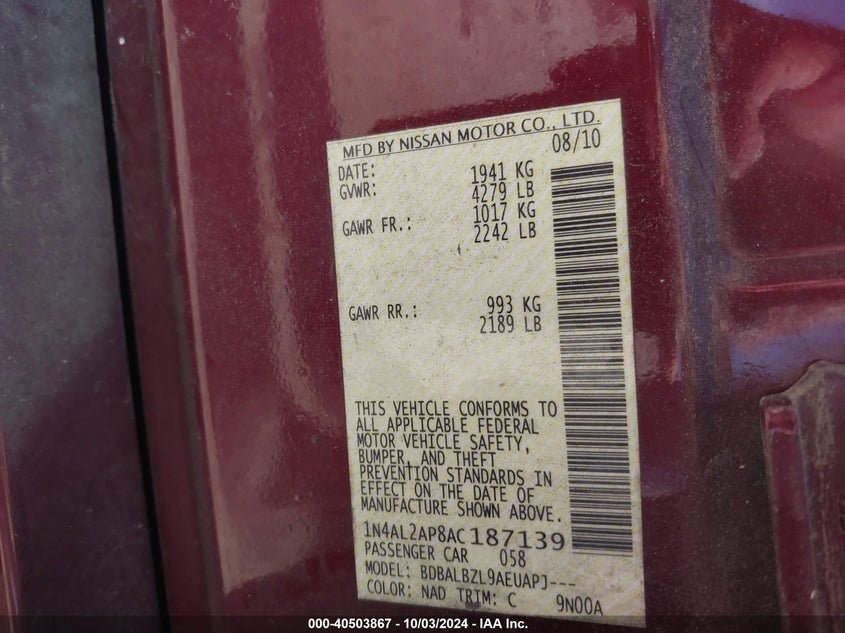 MFD BY NISSAN MOTOR CO., LTD.
DATE: 08/10
GVWR: 1941 KG
4279 LB
GAWR FR.: 1017 KG
2242 LB
GAWR RR.: 993 KG
2189 LB
THIS VEHICLE CONFORMS TO
ALL APPLICABLE FEDERAL
MOTOR VEHICLE SAFETY,
BUMPER, AND THEFT
PREVENTION STANDARDS IN
EFFECT ON THE DATE OF
MANUFACTURE SHOWN ABOVE.
1N4AL2AP8AC187139
PASSENGER CAR 058
MODEL: BDBALBZL9AEUAPJ---
COLOR: NAD TRIM: C 9N00A
000-40503867 - 10/03/2024 - IAA Inc.